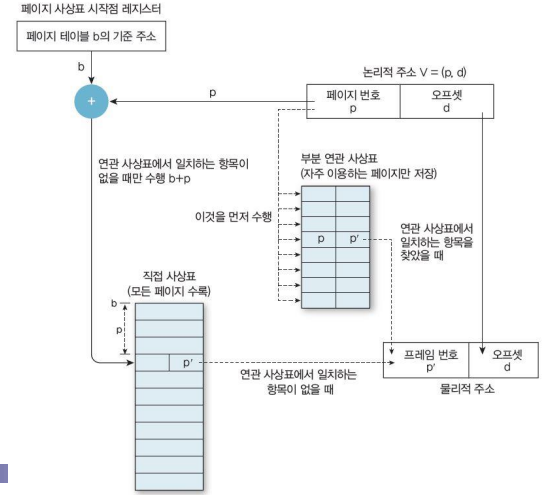 페이지 사상표 시작점 레지스터
페이지 테이블 b의 기준 주소
b
논리적 주소 V = (p, d)
페이지 번호
p
오프셋
d
p
+
연관 사상표에서 일치하는 항목이
없을 때만 수행 b+p
부분 연관 사상표
(자주 이용하는 페이지만 저장)
이것을 먼저 수행
p
p′
연관 사상표에서
일치하는 항목을
찾았을 때
직접 사상표
(모든 페이지 수록)
b
p
p′
연관 사상표에서 일치하는
항목이 없을 때
프레임 번호
p′
오프셋
d
물리적 주소